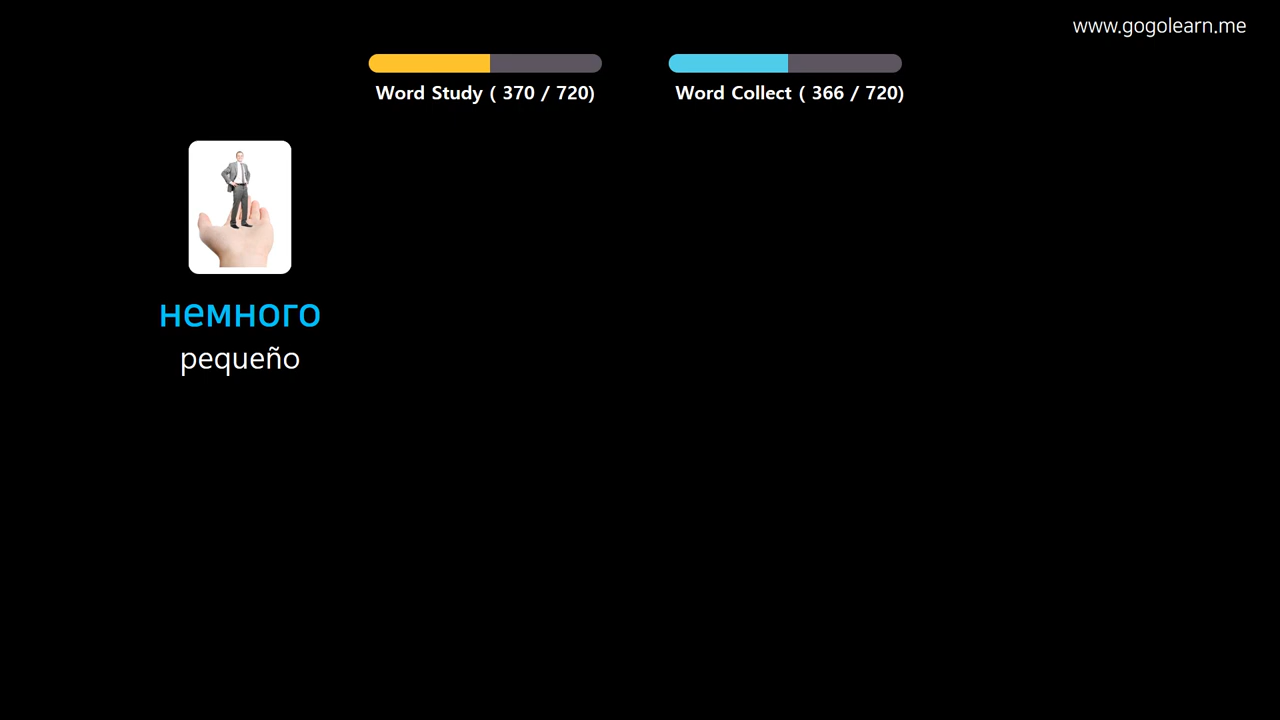 www.gogolearn.me
Word Study ( 370 / 720)
Word Collect ( 366 / 720)
немного
pequeño